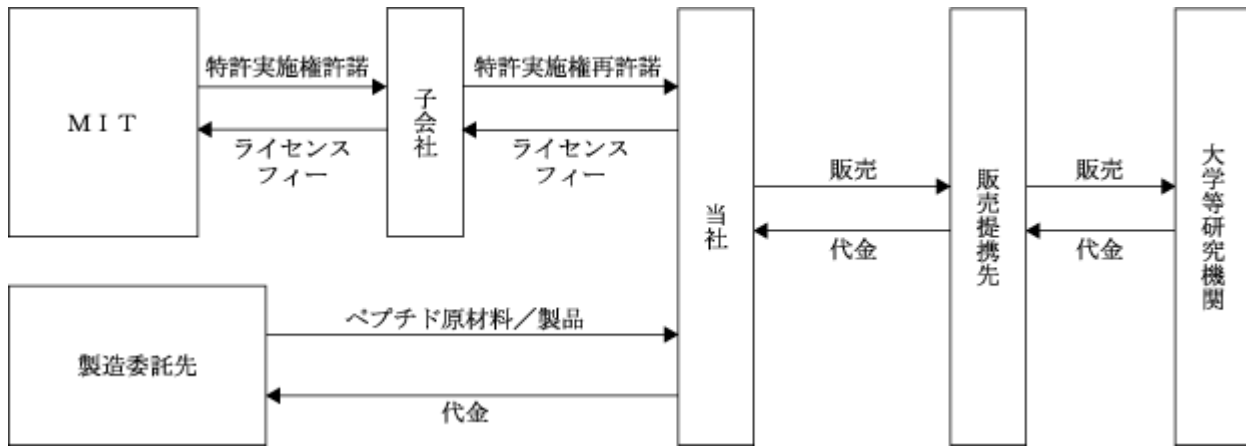 ＭＩＴ
特許実施権許諾
ライセンス
フィー
子会社
特許実施権再許諾
ライセンス
フィー
当社
販売
代金
販売提携先
販売
代金
大学等研究機関
製造委託先
ペプチド原材料／製品
代金